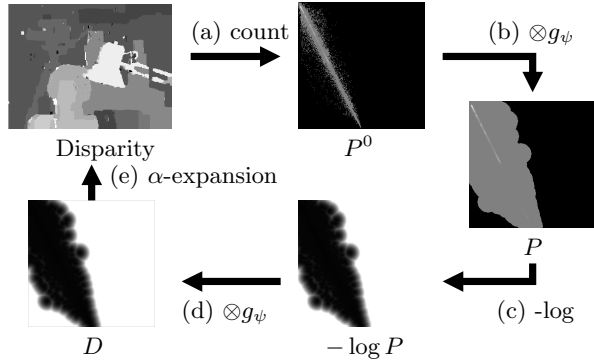 (a) count
(b) ⊗g_ψ
Disparity
P^0
(e) α-expansion
P
(d) ⊗g_ψ
(c) -log
D
− log P